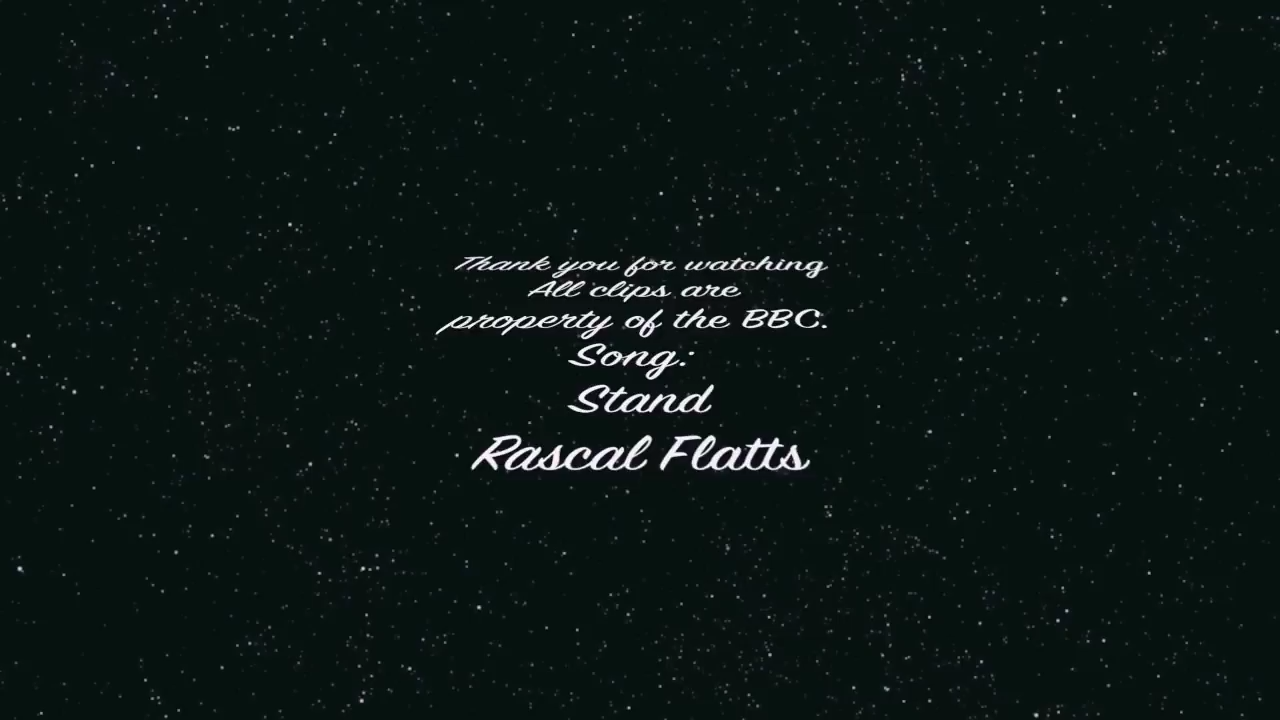 Thank you for watching
All clips are
property of the BBC.
Song:
Stand
Rascal Flatts